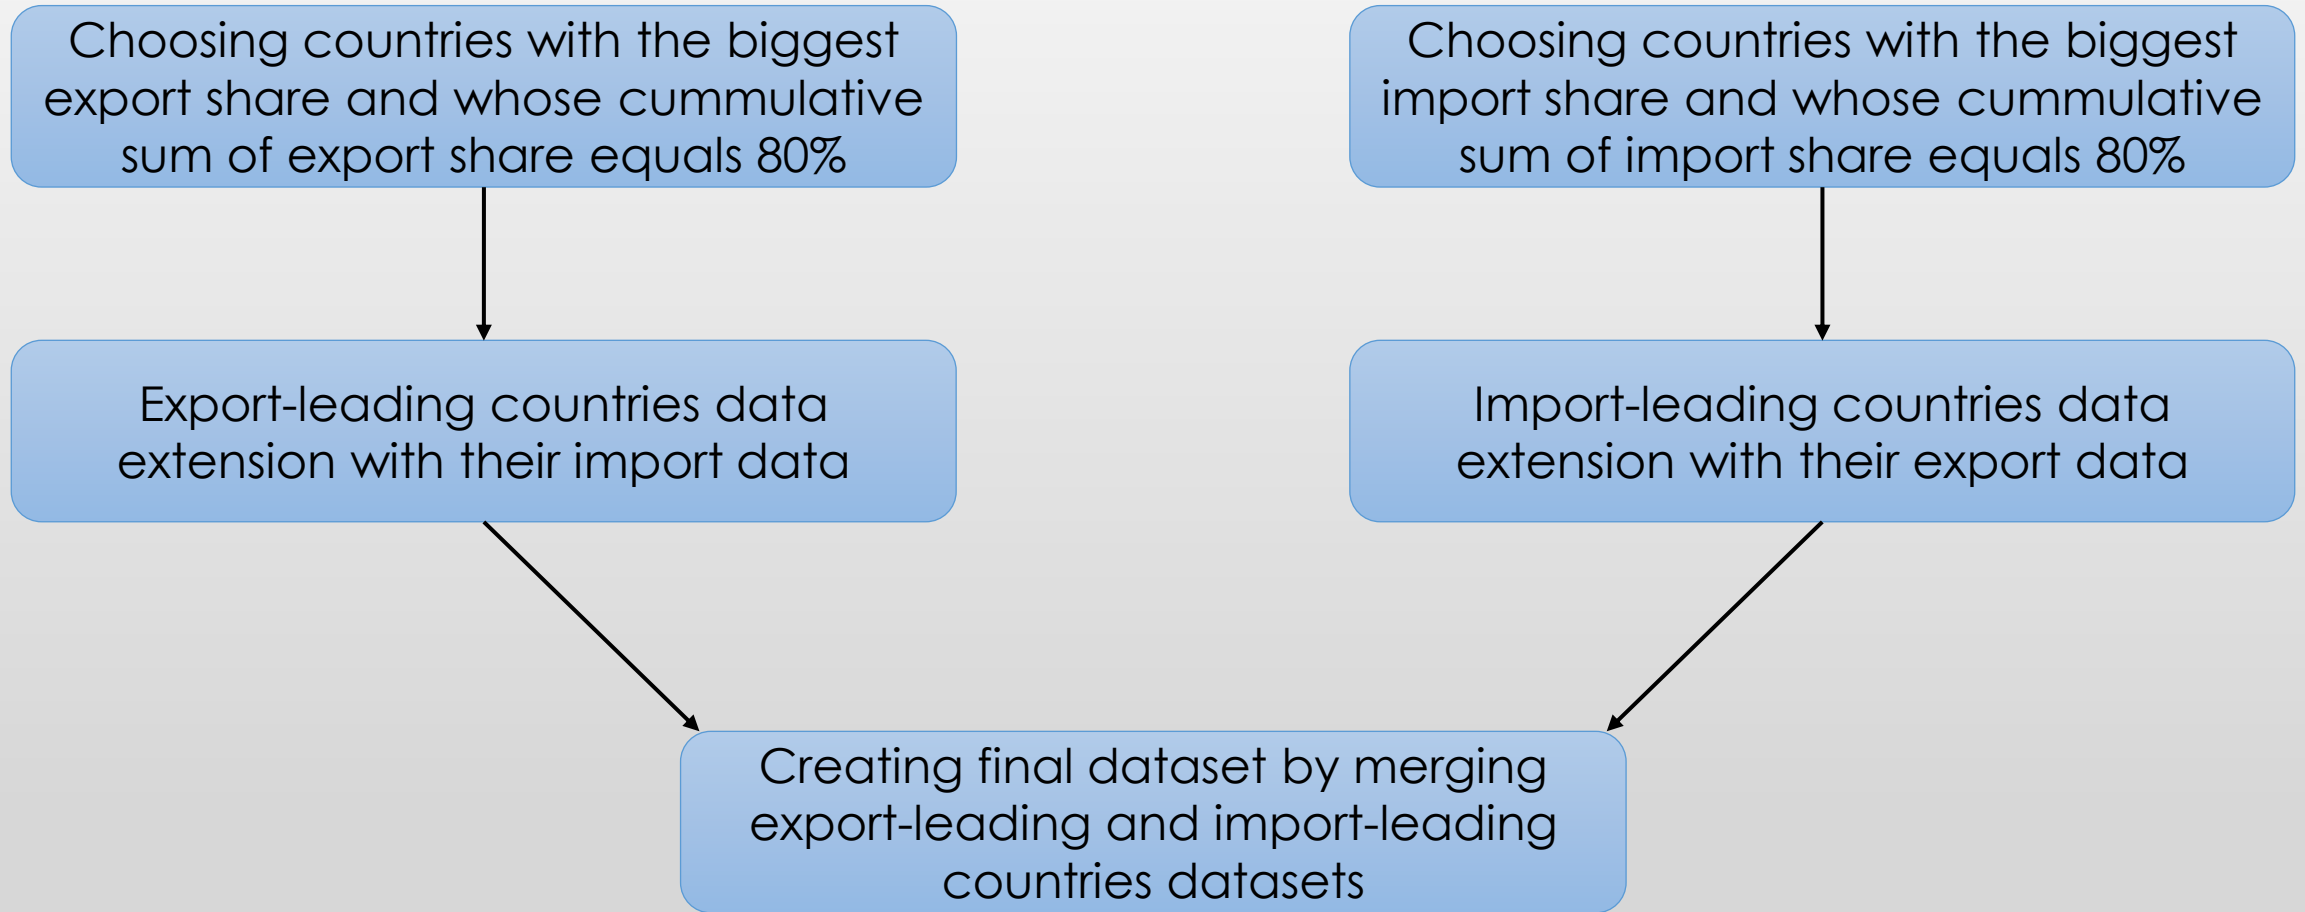 Choosing countries with the biggest
export share and whose cummulative
sum of export share equals 80%
Choosing countries with the biggest
import share and whose cummulative
sum of import share equals 80%
Export-leading countries data
extension with their import data
Import-leading countries data
extension with their export data
Creating final dataset by merging
export-leading and import-leading
countries datasets